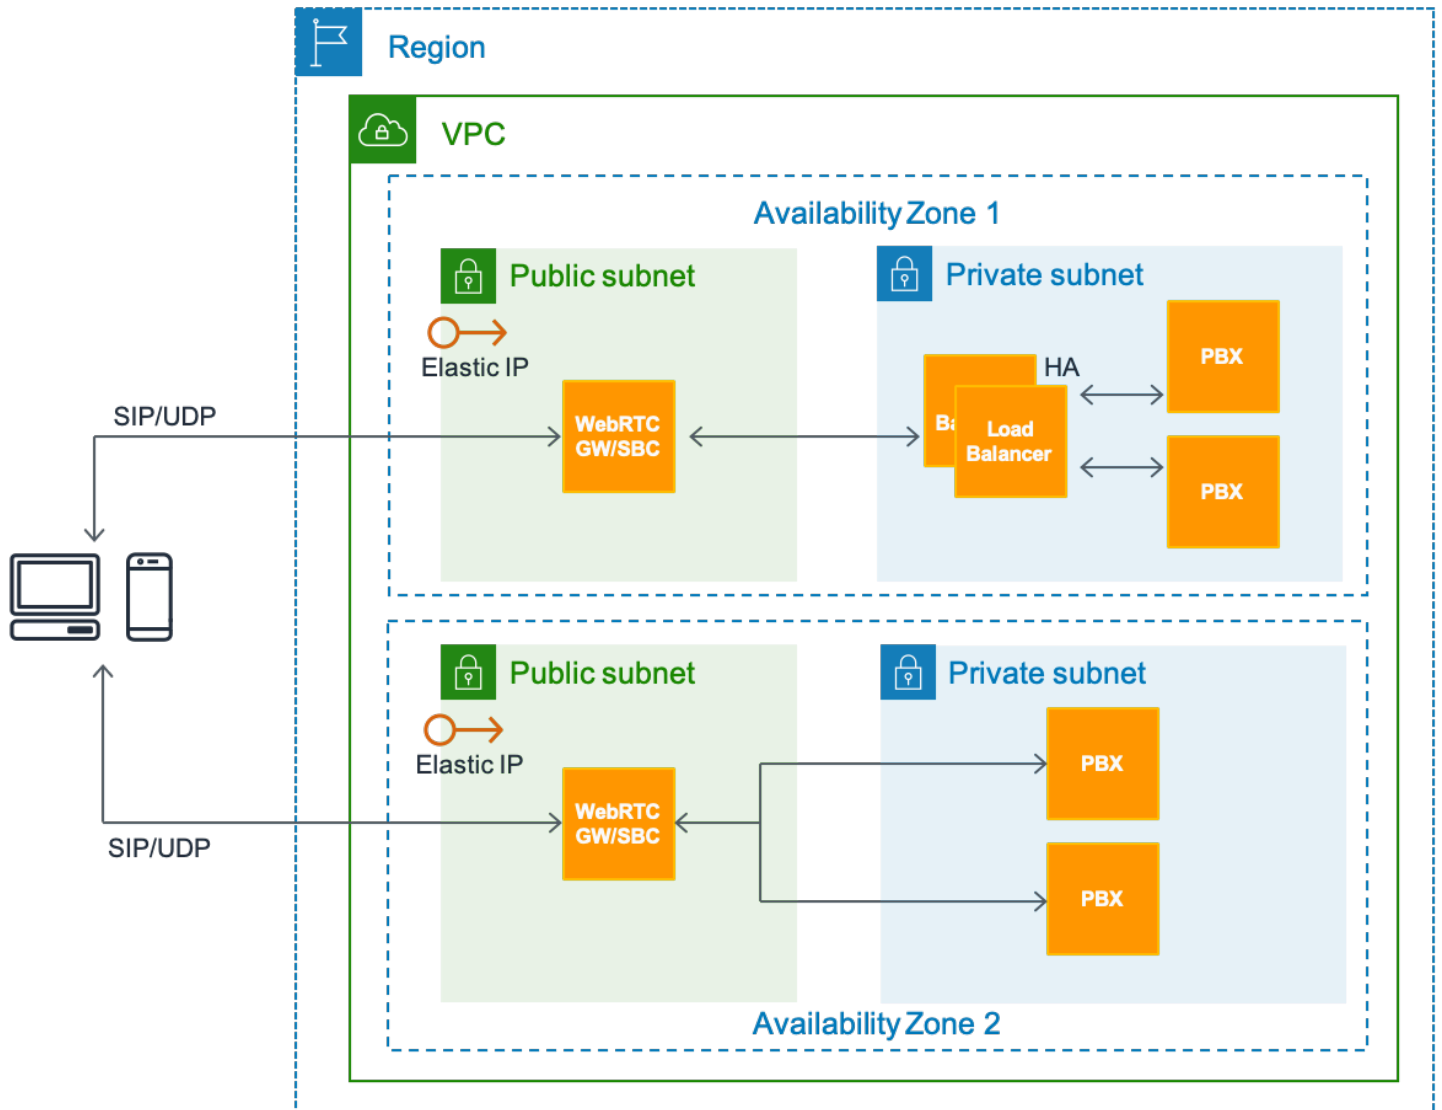 Region
VPC
Availability Zone 1
Public subnet
Private subnet
Elastic IP
HA
PBX
SIP/UDP
WebRTC
GW/SBC
Ba
Load
Balancer
PBX
Public subnet
Private subnet
Elastic IP
PBX
WebRTC
GW/SBC
SIP/UDP
PBX
Availability Zone 2